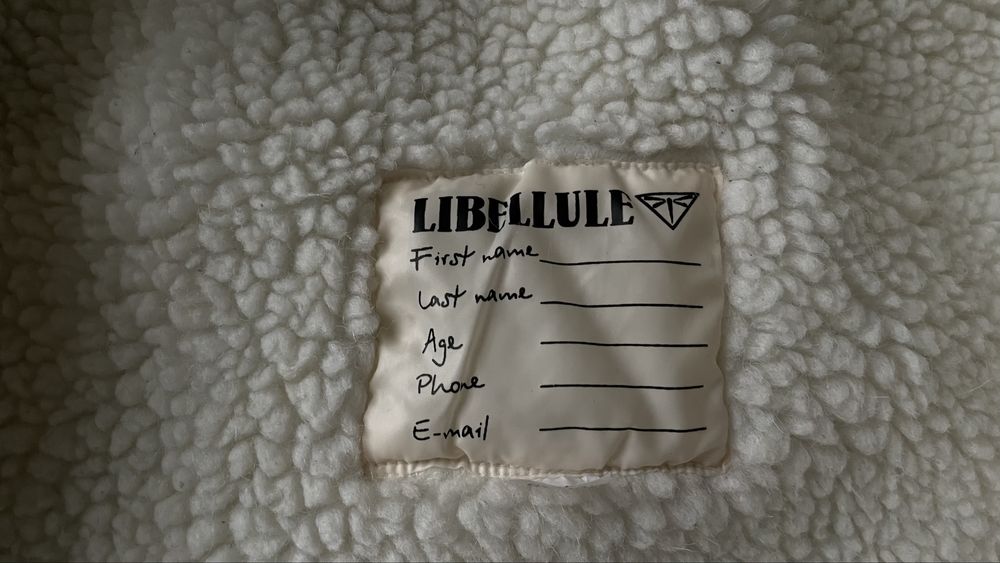 LIBELLULE
First name
Last name
Age
Phone
E-mail